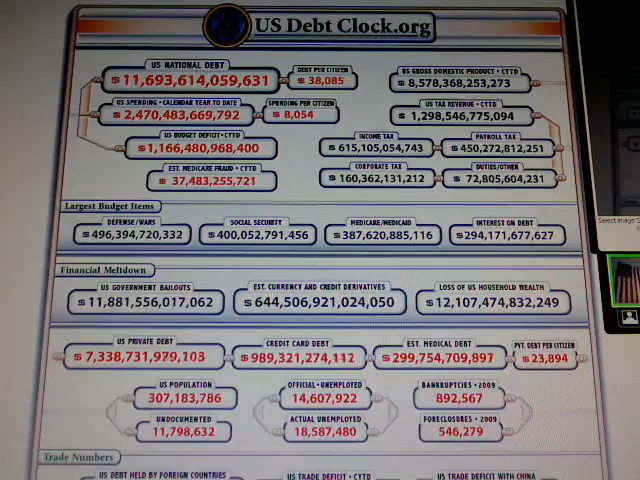 US Debt Clock.org
US NATIONAL DEBT
$ 11,693,614,059,631
DEBT PER CITIZEN
$ 38,085
US GROSS DOMESTIC PRODUCT • CYTD
$ 8,578,368,253,273
US SPENDING • CALENDAR YEAR TO DATE
$ 2,470,483,669,792
SPENDING PER CITIZEN
$ 8,054
US TAX REVENUE • CYTD
$ 1,298,546,775,094
US BUDGET DEFICIT • CYTD
$ 1,166,480,968,400
INCOME TAX
$ 615,105,054,743
PAYROLL TAX
$ 450,272,812,251
EST. MEDICARE FRAUD • CYTD
$ 37,483,255,721
CORPORATE TAX
$ 160,362,131,212
DUTIES/OTHER
$ 72,805,604,231
Largest Budget Items
DEFENSE/WARS
$ 496,394,720,332
SOCIAL SECURITY
$ 400,052,791,456
MEDICARE/MEDICAID
$ 387,620,885,116
INTEREST ON DEBT
$ 294,171,677,627
Financial Meltdown
US GOVERNMENT BAILOUTS
$ 11,881,556,017,062
EST. CURRENCY AND CREDIT DERIVATIVES
$ 644,506,921,024,050
LOSS OF US HOUSEHOLD WEALTH
$ 12,107,474,832,249
US PRIVATE DEBT
$ 7,338,731,979,103
CREDIT CARD DEBT
$ 989,321,274,112
EST. MEDICAL DEBT
$ 299,754,709,897
PVT. DEBT PER CITIZEN
$ 23,894
US POPULATION
307,183,786
OFFICIAL • UNEMPLOYED
14,607,922
BANKRUPTCIES • 2009
892,567
UNDOCUMENTED
11,798,632
ACTUAL UNEMPLOYED
18,587,480
FORECLOSURES • 2009
546,279
Trade Numbers
US DEBT HELD BY FOREIGN COUNTRIES
US TRADE DEFICIT • CYTD
US TRADE DEFICIT WITH CHINA
Select image S